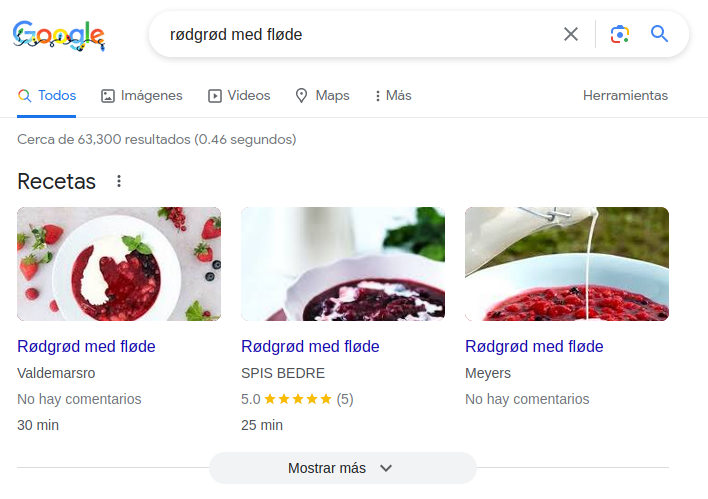 Google
rødgrød med fløde
Todos Imágenes Videos Maps Más Herramientas
Cerca de 63,300 resultados (0.46 segundos)
Recetas
Rødgrød med fløde
Valdemarsro
No hay comentarios
30 min
Rødgrød med fløde
SPIS BEDRE
5.0 ★★★★★ (5)
25 min
Rødgrød med fløde
Meyers
No hay comentarios
Mostrar más